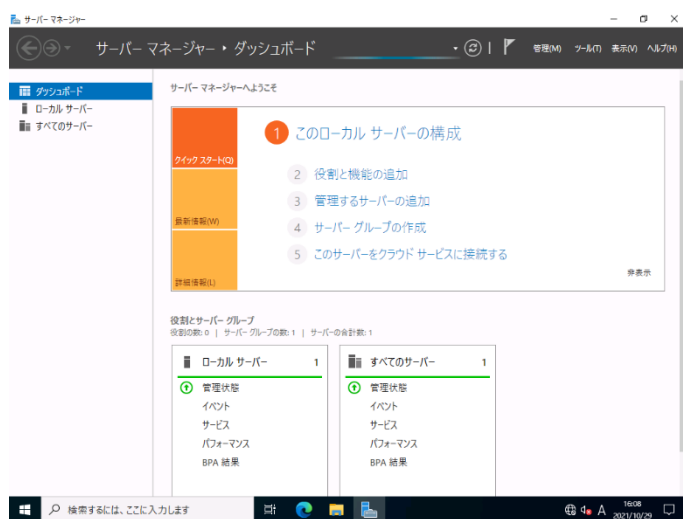 サーバー マネージャー
サーバー マネージャー・ダッシュボード
管理(M) ツール(T) 表示(V) ヘルプ(H)
ダッシュボード
ローカル サーバー
すべてのサーバー
サーバー マネージャーへようこそ
クイック スタート(Q)
最新情報(W)
詳細情報(L)
1 このローカル サーバーの構成
2 役割と機能の追加
3 管理するサーバーの追加
4 サーバー グループの作成
5 このサーバーをクラウド サービスに接続する
非表示
役割とサーバー グループ
役割の数: 0 | サーバー グループの数: 1 | サーバーの合計数: 1
ローカル サーバー 1
管理状態
イベント
サービス
パフォーマンス
BPA 結果
すべてのサーバー 1
管理状態
イベント
サービス
パフォーマンス
BPA 結果
検索するには、ここに入力します
A
16:08
2021/10/29